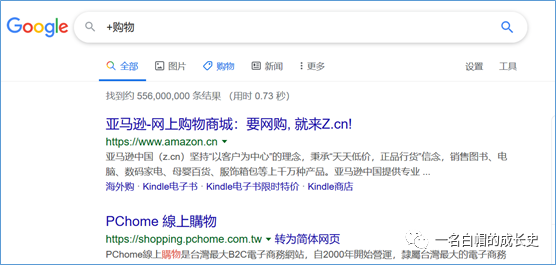 Google
+购物
全部 图片 购物 新闻 更多 设置 工具
找到约 556,000,000 条结果 （用时 0.73 秒）
亚马逊-网上购物商城：要网购, 就来Z.cn!
https://www.amazon.cn
亚马逊中国（z.cn）坚持“以客户为中心”的理念，秉承“天天低价，正品行货”信念，销售图书、电
脑、数码家电、母婴百货、服饰箱包等上千万种产品。亚马逊中国提供专业 ...
海外购 · Kindle电子书 · Kindle电子书限时特价 · Kindle商店
PChome 線上購物
https://shopping.pchome.com.tw 转为简体网页
PChome線上購物是台灣最大B2C電子商務網站，自2000年開始營運，隸屬台灣最大的電子商務
一名白帽的成长史